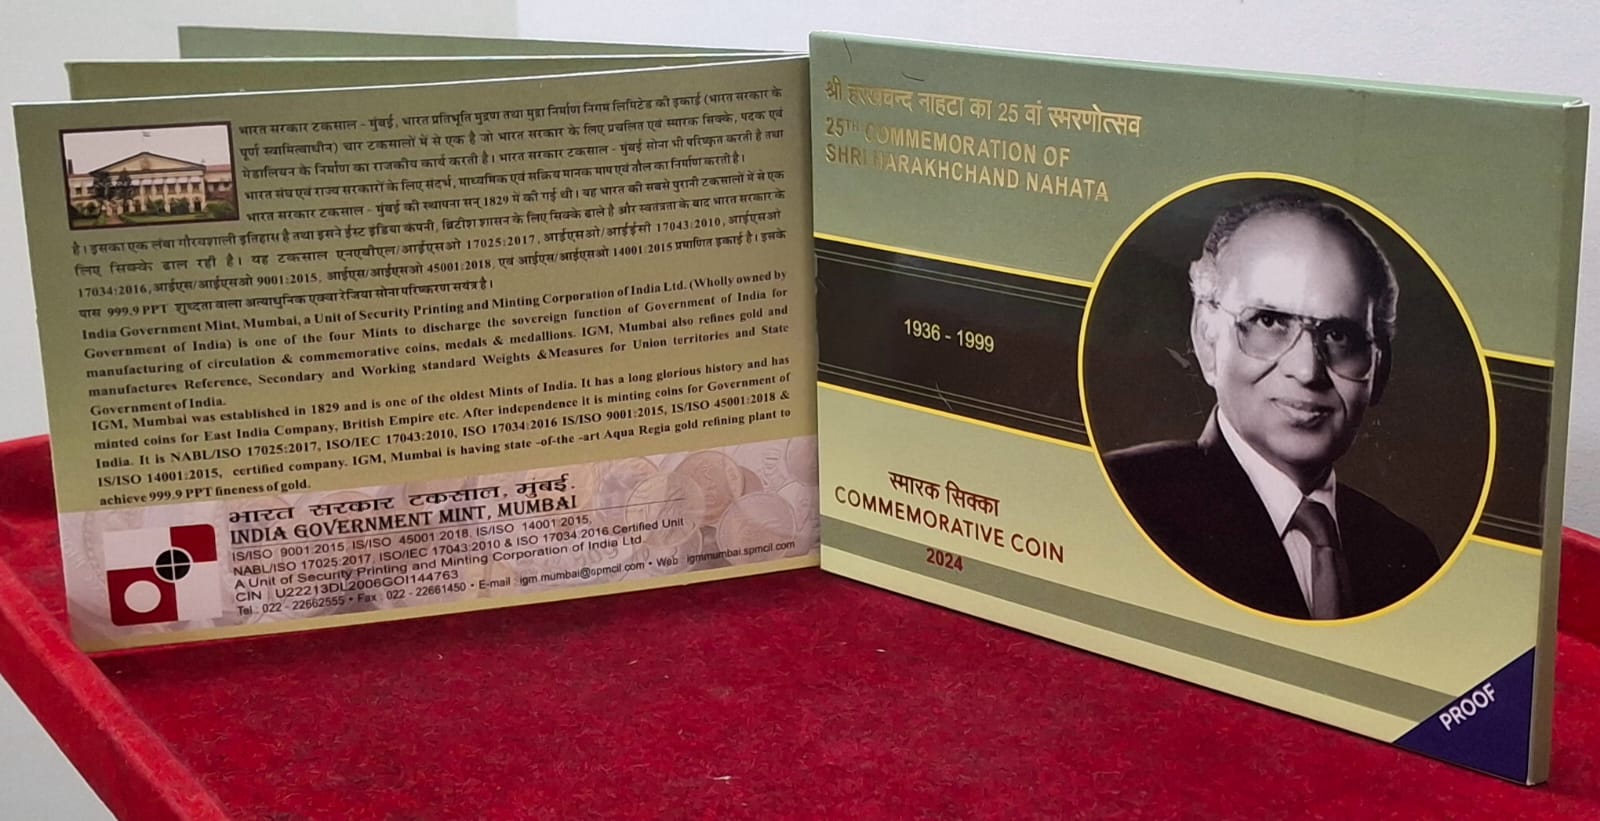 भारत सरकार टकसाल - मुंबई, भारत प्रतिभूति मुद्रण तथा मुद्रा निर्माण निगम लिमिटेड की इकाई (भारत सरकार के
पूर्ण स्वामित्वाधीन) चार टकसालों में से एक है जो भारत सरकार के लिए प्रचलित एवं स्मारक सिक्के, पदक एवं
मेडालियन के निर्माण का राजकीय कार्य करती है। भारत सरकार टकसाल - मुंबई सोना भी परिष्कृत करती है तथा
भारत संघ एवं राज्य सरकारों के लिए संदर्भ, माध्यमिक एवं सक्रिय मानक माप एवं तौल का निर्माण करती है।
भारत सरकार टकसाल - मुंबई की स्थापना सन् 1829 में की गई थी। यह भारत की सबसे पुरानी टकसालों में से एक
है। इसका एक लंबा गौरवशाली इतिहास है तथा इसने ईस्ट इंडिया कंपनी, ब्रिटीश शासन के लिए सिक्के ढाले है और स्वतंत्रता के बाद भारत सरकार के
लिए सिक्के ढाल रही है। यह टकसाल एनएबीएल/आईएसओ 17025:2017, आईएसओ/आईईसी 17043:2010, आईएसओ
17034:2016, आईएस/आईएसओ 9001:2015, आईएस/आईएसओ 45001:2018, एवं आईएस/आईएसओ 14001:2015 प्रमाणित इकाई है। इसके
पास 999.9 PPT शुध्दता वाला अत्याधुनिक एक्वा रेजिया सोना परिष्करण सयंत्र है।
India Government Mint, Mumbai, a Unit of Security Printing and Minting Corporation of India Ltd. (Wholly owned by
Government of India) is one of the four Mints to discharge the sovereign function of Government of India for
manufacturing of circulation & commemorative coins, medals & medallions. IGM, Mumbai also refines gold and
manufactures Reference, Secondary and Working standard Weights &Measures for Union territories and State
Government of India.
IGM, Mumbai was established in 1829 and is one of the oldest Mints of India. It has a long glorious history and has
minted coins for East India Company, British Empire etc. After independence it is minting coins for Government of
India. It is NABL/ISO 17025:2017, ISO/IEC 17043:2010, ISO 17034:2016 IS/ISO 9001:2015, IS/ISO 45001:2018 &
IS/ISO 14001:2015, certified company. IGM, Mumbai is having state -of-the -art Aqua Regia gold refining plant to
achieve 999.9 PPT fineness of gold.
भारत सरकार टकसाल, मुंबई.
INDIA GOVERNMENT MINT, MUMBAI
IS/ISO 9001:2015, IS/ISO 45001:2018, IS/ISO 14001:2015,
NABL/ISO 17025:2017, ISO/IEC 17043:2010 & ISO 17034:2016 Certified Unit
A Unit of Security Printing and Minting Corporation of India Ltd.
CIN : U22213DL2006GOI144763
Tel.: 022 - 22662555 • Fax : 022 - 22661450 • E-mail : igm.mumbai@spmcil.com • Web : igmmumbai.spmcil.com
श्री हरखचन्द नाहटा का 25 वां स्मरणोत्सव
25TH COMMEMORATION OF
SHRI HARAKHCHAND NAHATA
1936 - 1999
स्मारक सिक्का
COMMEMORATIVE COIN
2024
PROOF